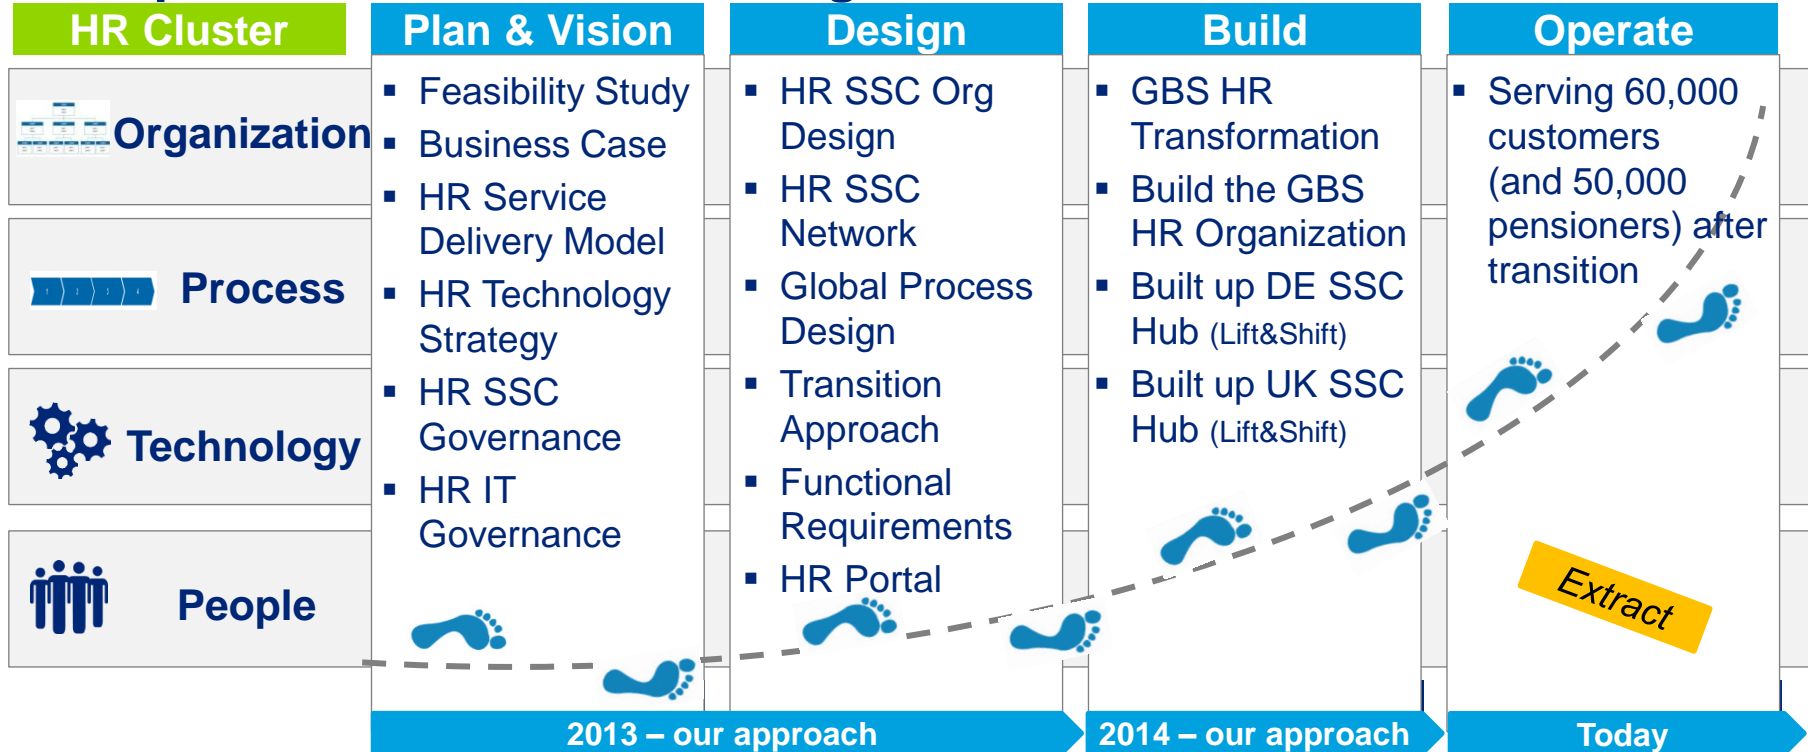 HR Cluster
Plan & Vision
Design
Build
Operate
Organization
Process
Technology
People
▪ Feasibility Study
▪ Business Case
▪ HR Service
Delivery Model
▪ HR Technology
Strategy
▪ HR SSC
Governance
▪ HR IT
Governance
▪ HR SSC Org
Design
▪ HR SSC
Network
▪ Global Process
Design
▪ Transition
Approach
▪ Functional
Requirements
▪ HR Portal
▪ GBS HR
Transformation
▪ Build the GBS
HR Organization
▪ Built up DE SSC
Hub (Lift&Shift)
▪ Built up UK SSC
Hub (Lift&Shift)
▪ Serving 60,000
customers
(and 50,000
pensioners) after
transition
Extract
2013 – our approach
2014 – our approach
Today